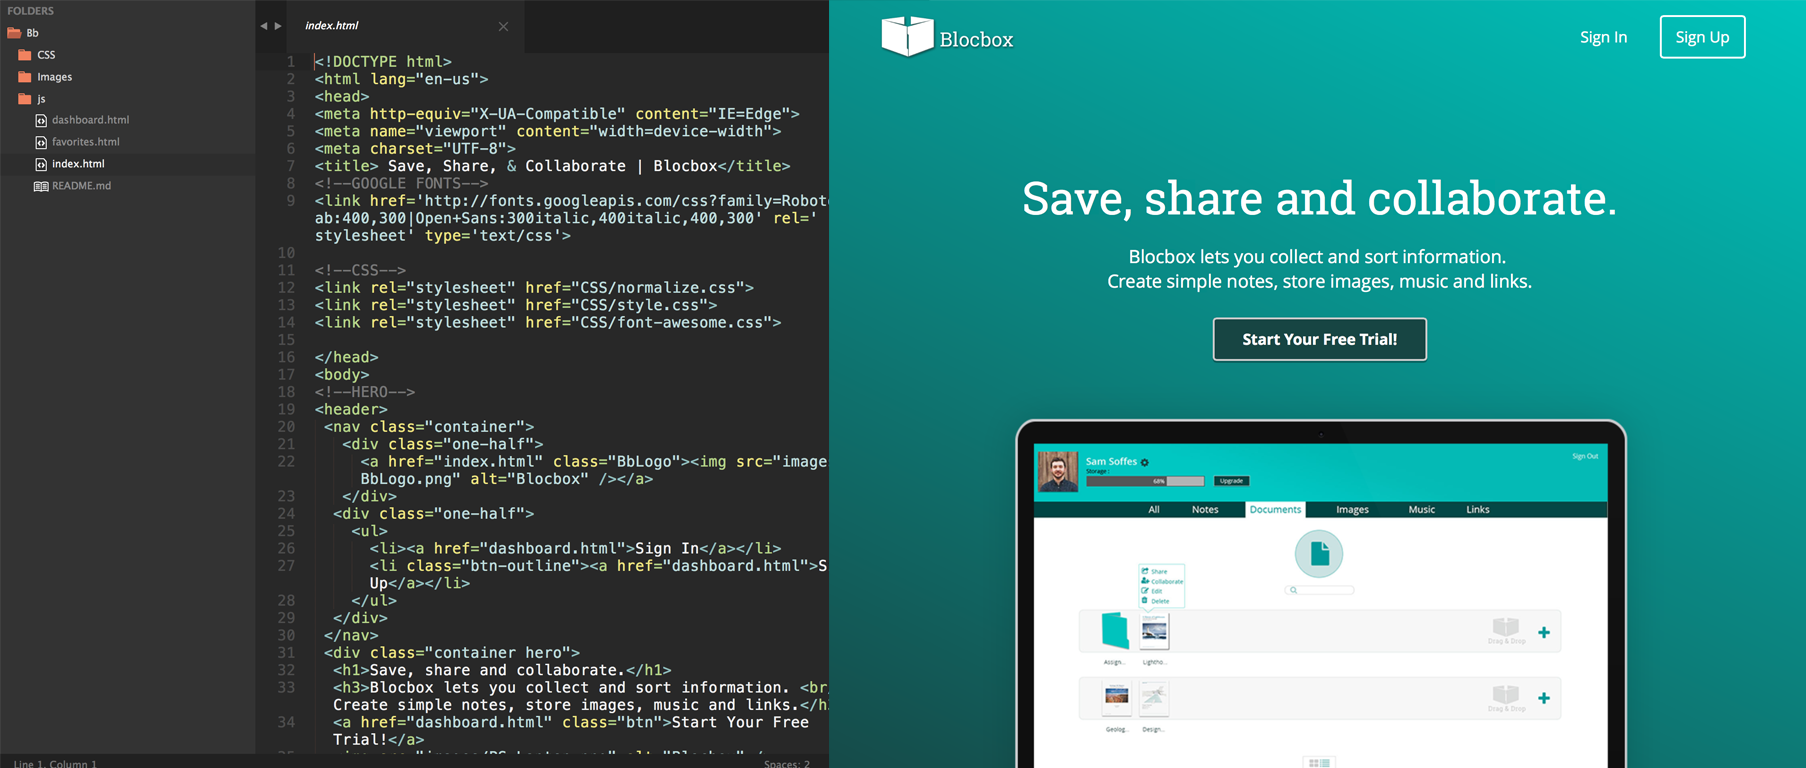 FOLDERS
Bb
CSS
Images
js
dashboard.html
favorites.html
index.html
README.md
index.html
1 <!DOCTYPE html>
2 <html lang="en-us">
3 <head>
4 <meta http-equiv="X-UA-Compatible" content="IE=Edge">
5 <meta name="viewport" content="width=device-width">
6 <meta charset="UTF-8">
7 <title> Save, Share, & Collaborate | Blocbox</title>
8 <!--GOOGLE FONTS-->
9 <link href='http://fonts.googleapis.com/css?family=Robot
ab:400,300|Open+Sans:300italic,400italic,400,300' rel='
stylesheet' type='text/css'>
10
11 <!--CSS-->
12 <link rel="stylesheet" href="CSS/normalize.css">
13 <link rel="stylesheet" href="CSS/style.css">
14 <link rel="stylesheet" href="CSS/font-awesome.css">
15
16 </head>
17 <body>
18 <!--HERO-->
19 <header>
20 <nav class="container">
21 <div class="one-half">
22 <a href="index.html" class="BbLogo"><img src="images
BbLogo.png" alt="Blocbox" /></a>
23 </div>
24 <div class="one-half">
25 <ul>
26 <li><a href="dashboard.html">Sign In</a></li>
27 <li class="btn-outline"><a href="dashboard.html">S
Up</a></li>
28 </ul>
29 </div>
30 </nav>
31 <div class="container hero">
32 <h1>Save, share and collaborate.</h1>
33 <h3>Blocbox lets you collect and sort information. <br
Create simple notes, store images, music and links.</h
34 <a href="dashboard.html" class="btn">Start Your Free
Trial!</a>
Line 1, Column 1
Spaces: 2
Blocbox
Sign In
Sign Up
Save, share and collaborate.
Blocbox lets you collect and sort information.
Create simple notes, store images, music and links.
Start Your Free Trial!
Sam Soffes
Storage :
68%
Upgrade
Sign Out
All Notes Documents Images Music Links
Share
Collaborate
Edit
Delete
Drag & Drop
Assign... Lightho...
Drag & Drop
Geolog... Design...